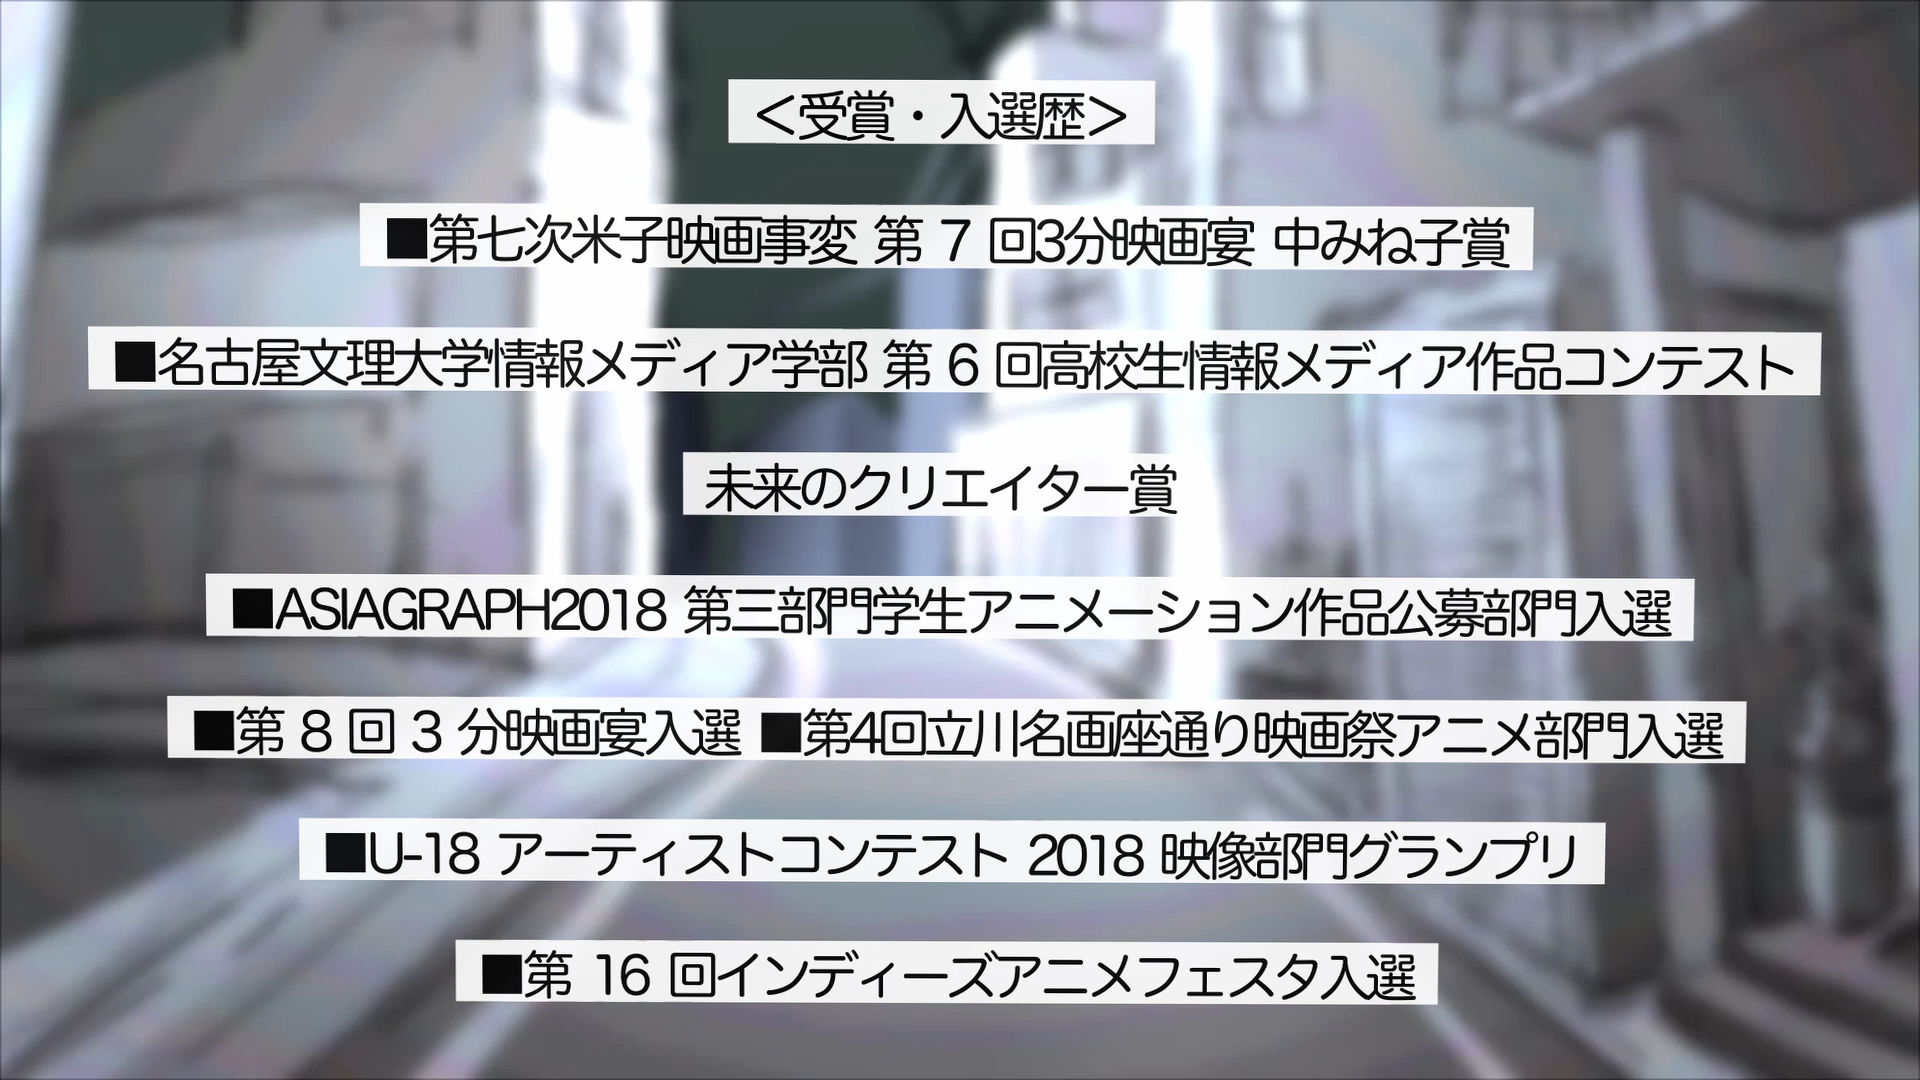 <受賞・入選歴>
■第七次米子映画事変 第 7 回3分映画宴 中みね子賞
■名古屋文理大学情報メディア学部 第 6 回高校生情報メディア作品コンテスト
未来のクリエイター賞
■ASIAGRAPH2018 第三部門学生アニメーション作品公募部門入選
■第 8 回 3 分映画宴入選 ■第4回立川名画座通り映画祭アニメ部門入選
■U-18 アーティストコンテスト 2018 映像部門グランプリ
■第 16 回インディーズアニメフェスタ入選